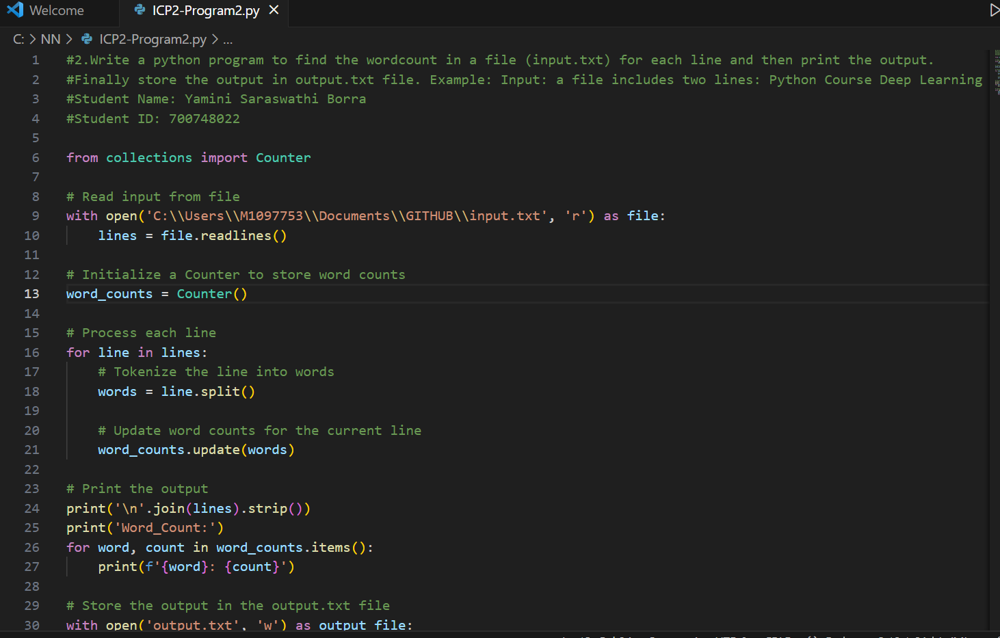 Welcome
ICP2-Program2.py
C: > NN > ICP2-Program2.py > ...
1 #2.Write a python program to find the wordcount in a file (input.txt) for each line and then print the output.
2 #Finally store the output in output.txt file. Example: Input: a file includes two lines: Python Course Deep Learning
3 #Student Name: Yamini Saraswathi Borra
4 #Student ID: 700748022
5
6 from collections import Counter
7
8 # Read input from file
9 with open('C:\\Users\\M1097753\\Documents\\GITHUB\\input.txt', 'r') as file:
10     lines = file.readlines()
11
12 # Initialize a Counter to store word counts
13 word_counts = Counter()
14
15 # Process each line
16 for line in lines:
17     # Tokenize the line into words
18     words = line.split()
19
20     # Update word counts for the current line
21     word_counts.update(words)
22
23 # Print the output
24 print('\n'.join(lines).strip())
25 print('Word_Count:')
26 for word, count in word_counts.items():
27     print(f'{word}: {count}')
28
29 # Store the output in the output.txt file
30 with open('output.txt', 'w') as output_file: